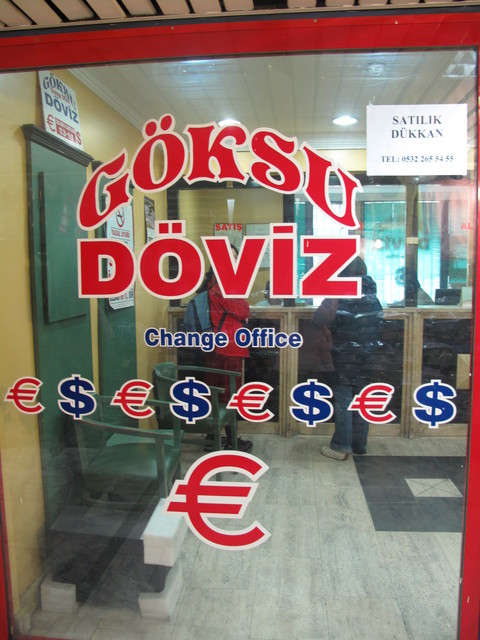 GÖKSU
DÖVİZ
SATILIK
DÜKKAN
TEL: 0532 265 54 55
GÖKSU
DÖVİZ
SATIŞ
Change Office
€ $ € $ € $ € $
€